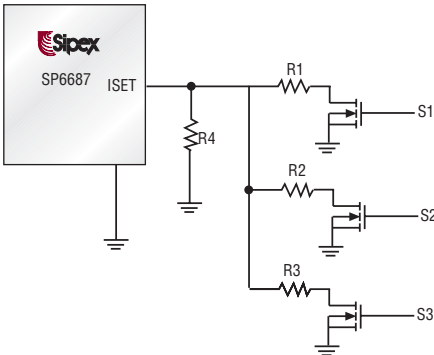 Sipex
SP6687
ISET
R1
S1
R4
R2
S2
R3
S3